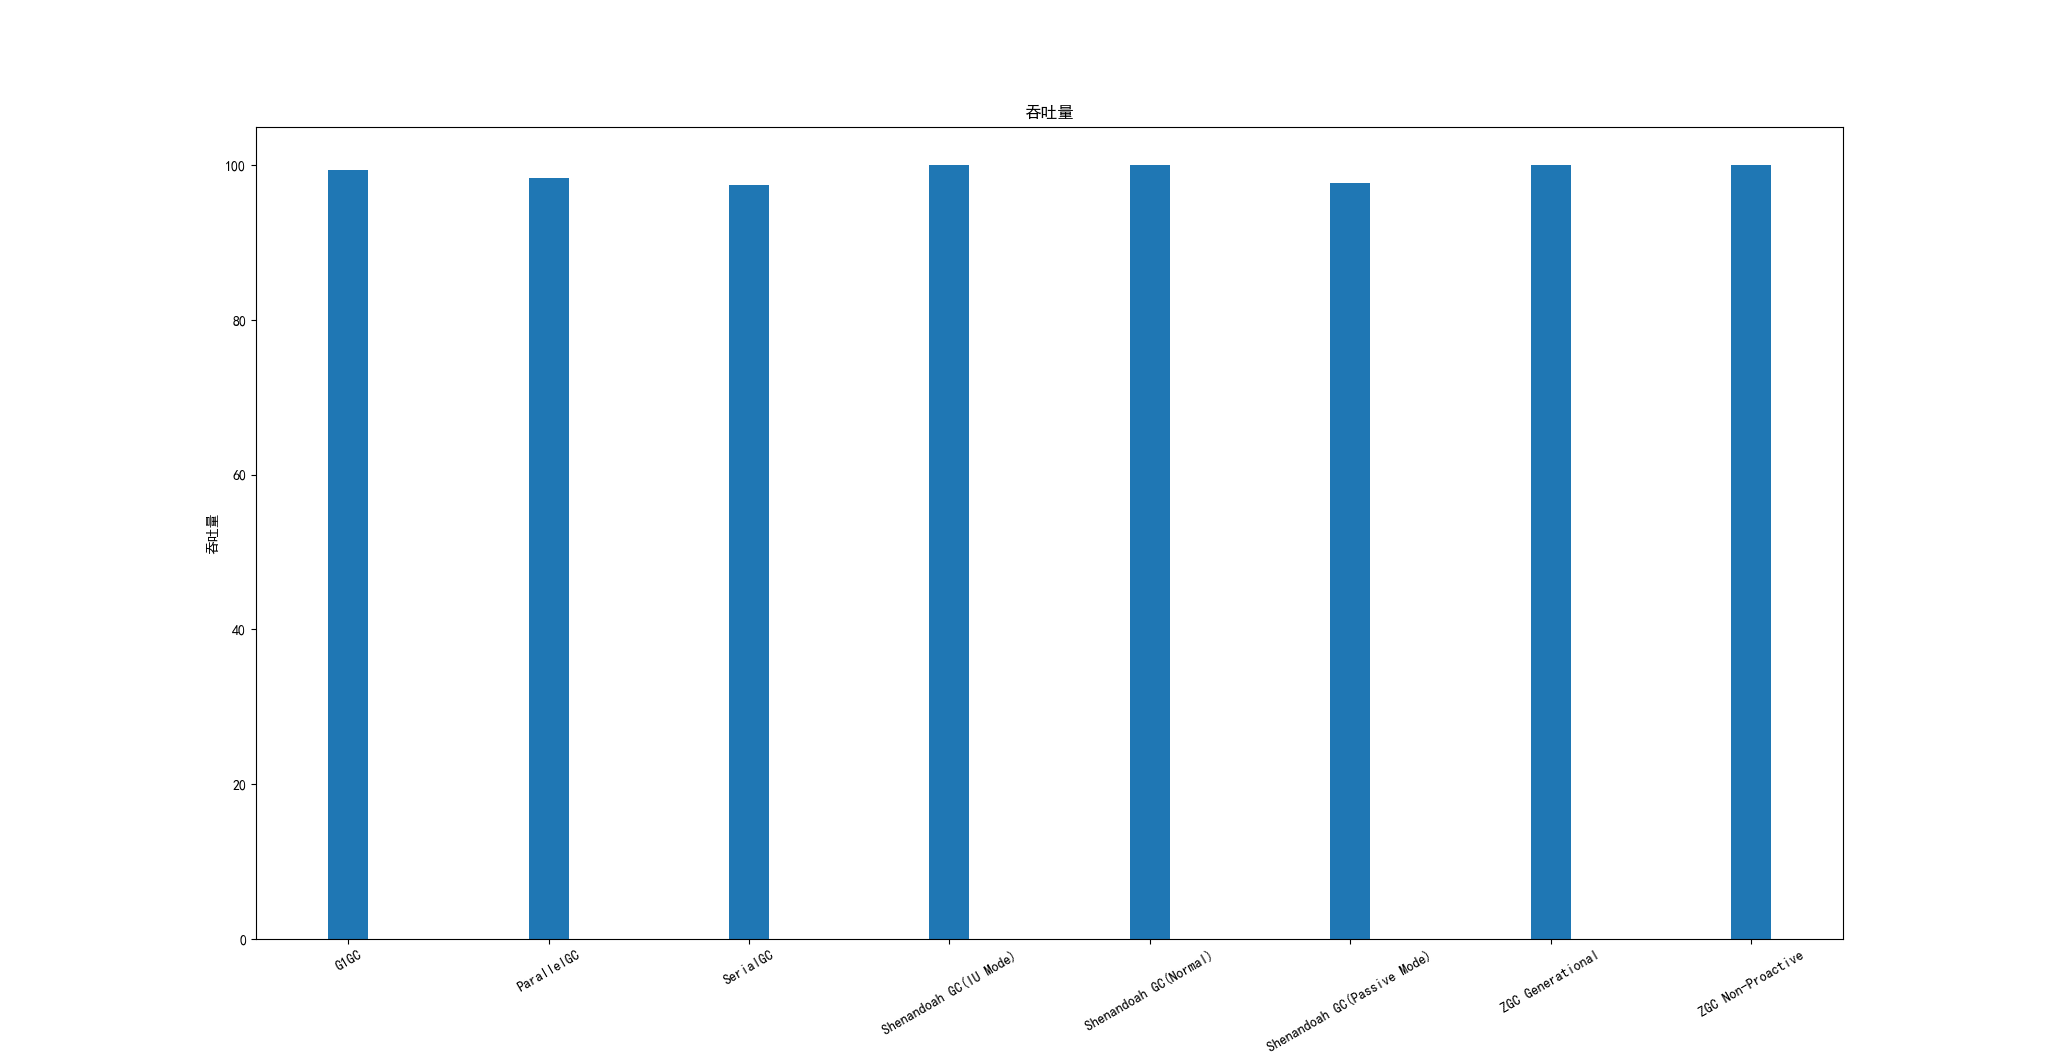 吞吐量
100
80
60
40
20
0
吞吐量
G1GC
ParallelGC
SerialGC
Shenandoah GC(IU Mode)
Shenandoah GC(Normal)
Shenandoah GC(Passive Mode)
ZGC Generational
ZGC Non-Proactive